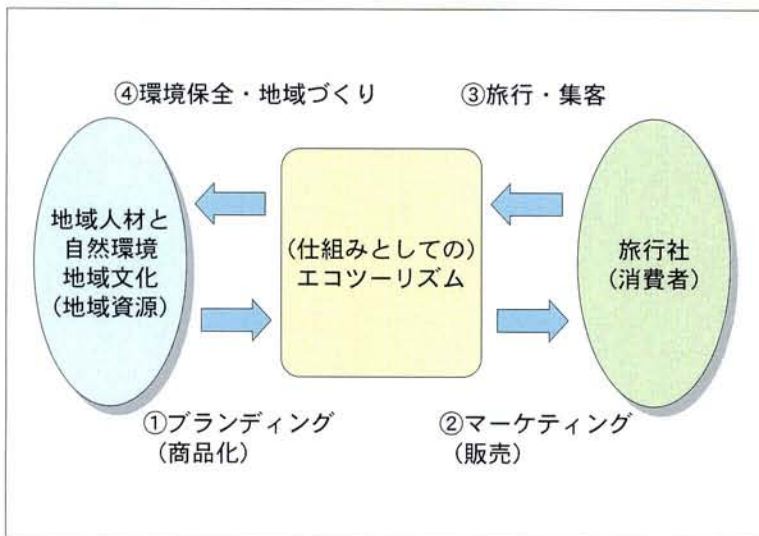 ④環境保全・地域づくり
③旅行・集客
地域人材と
自然環境
地域文化
(地域資源)
(仕組みとしての)
エコツーリズム
旅行社
(消費者)
①ブランディング
(商品化)
②マーケティング
(販売)